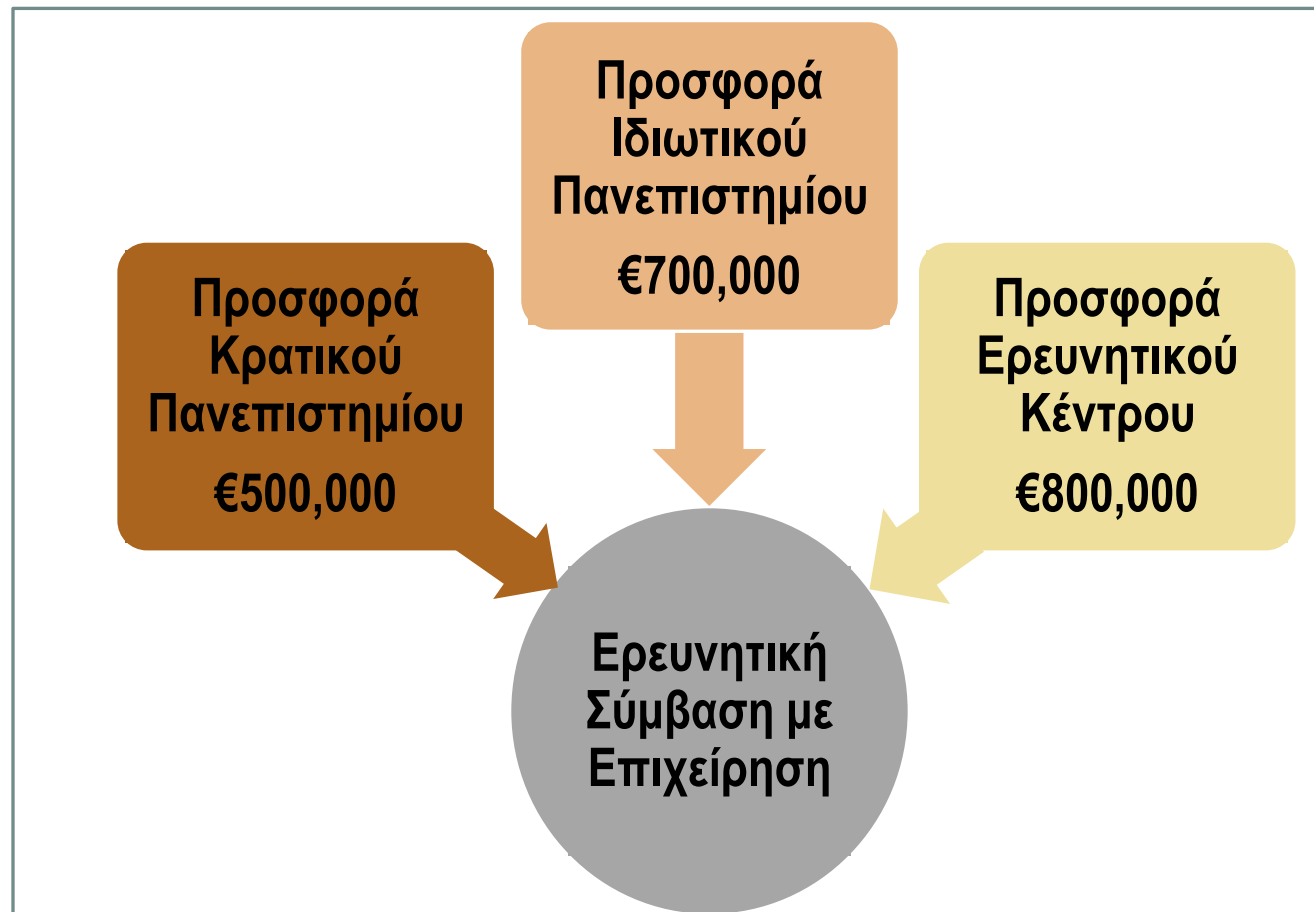 Προσφορά
Κρατικού
Πανεπιστημίου
€500,000
Προσφορά
Ιδιωτικού
Πανεπιστημίου
€700,000
Προσφορά
Ερευνητικού
Κέντρου
€800,000
Ερευνητική
Σύμβαση με
Επιχείρηση